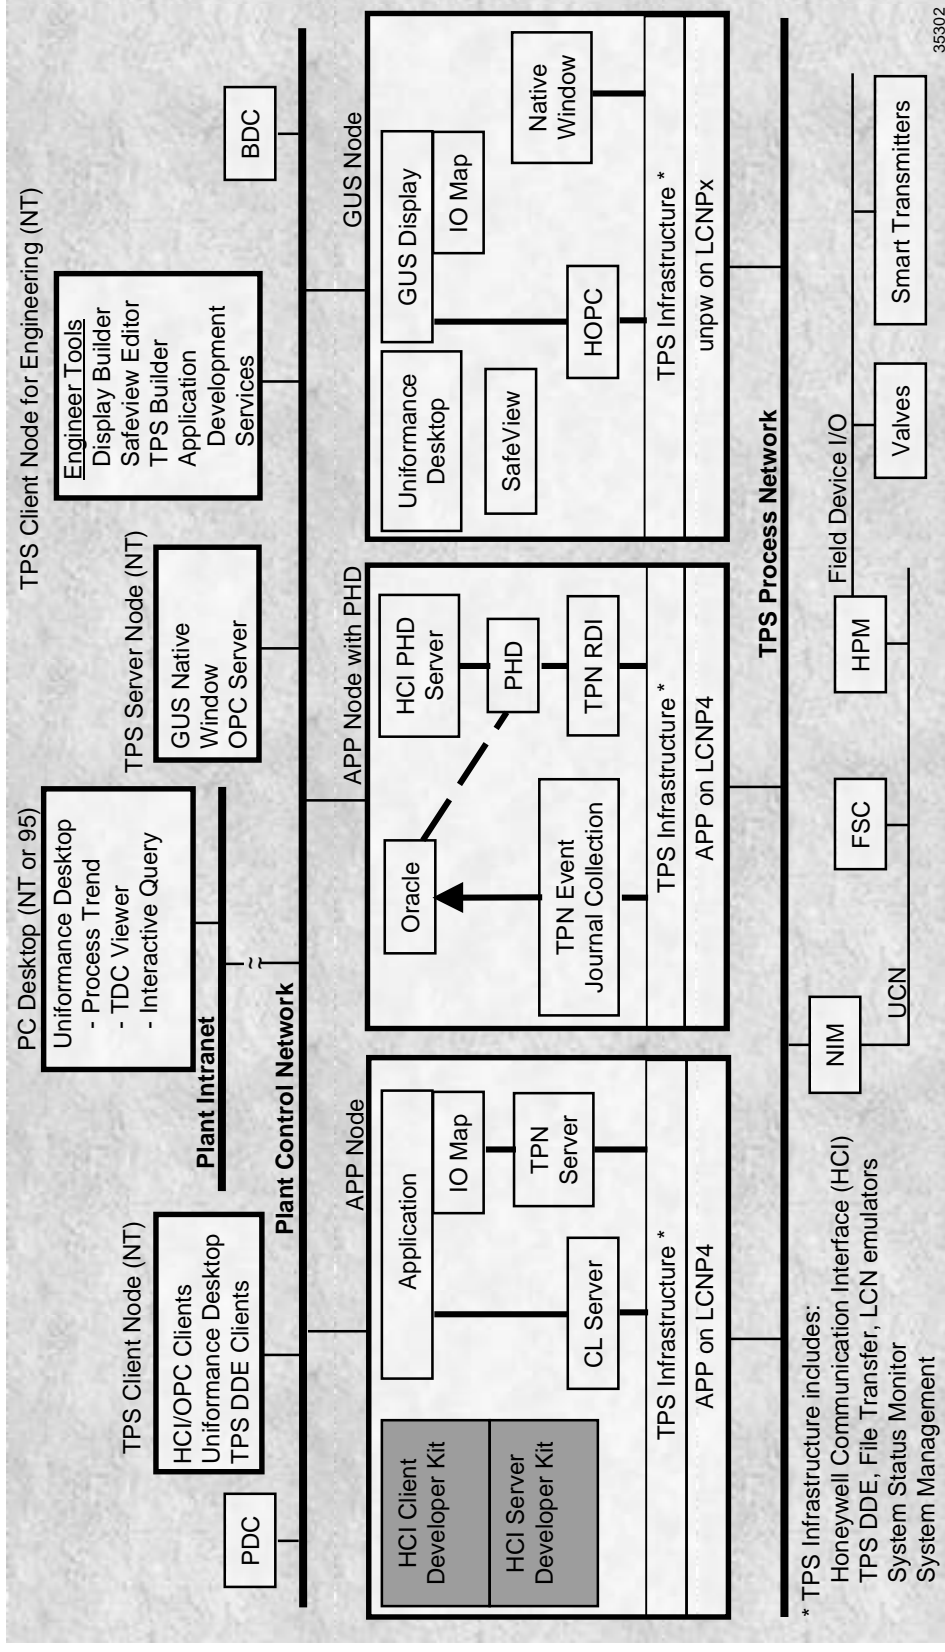 PDC
TPS Client Node (NT)
HCI/OPC Clients
Uniformance Desktop
TPS DDE Clients
PC Desktop (NT or 95)
Uniformance Desktop
- Process Trend
- TDC Viewer
- Interactive Query
Plant Intranet
~
~
TPS Server Node (NT)
GUS Native
Window
OPC Server
TPS Client Node for Engineering (NT)
Engineer Tools
Display Builder
Safeview Editor
TPS Builder
Application
Development
Services
BDC
Plant Control Network
APP Node
HCI Client
Developer Kit
HCI Server
Developer Kit
Application
IO Map
CL Server
TPN
Server
TPS Infrastructure *
APP on LCNP4
APP Node with PHD
Oracle
HCI PHD
Server
PHD
TPN Event
Journal Collection
TPN RDI
TPS Infrastructure *
APP on LCNP4
GUS Node
Uniformance
Desktop
GUS Display
IO Map
SafeView
HOPC
Native
Window
TPS Infrastructure *
unpw on LCNPx
TPS Process Network
* TPS Infrastructure includes:
Honeywell Communication Interface (HCI)
TPS DDE, File Transfer, LCN emulators
System Status Monitor
System Management
NIM
UCN
FSC
HPM
Field Device I/O
Valves
Smart Transmitters
35302